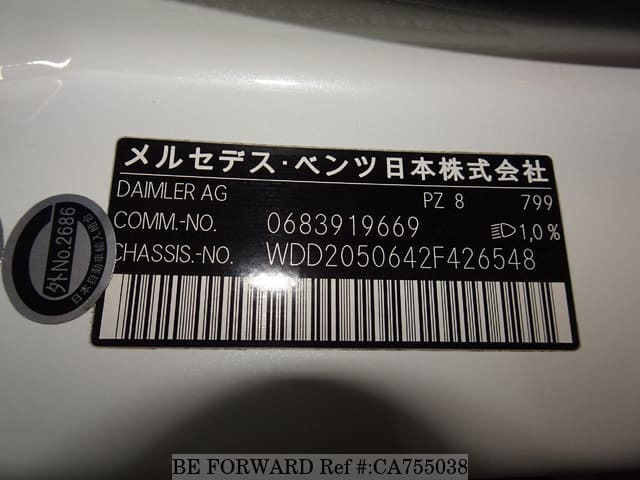 メルセデス・ベンツ日本株式会社
DAIMLER AG PZ 8 799
COMM.-NO. 0683919669 1,0%
CHASSIS.-NO. WDD2050642F426548
外No.2686
日本自動車輸入組合
BE FORWARD Ref #:CA755038